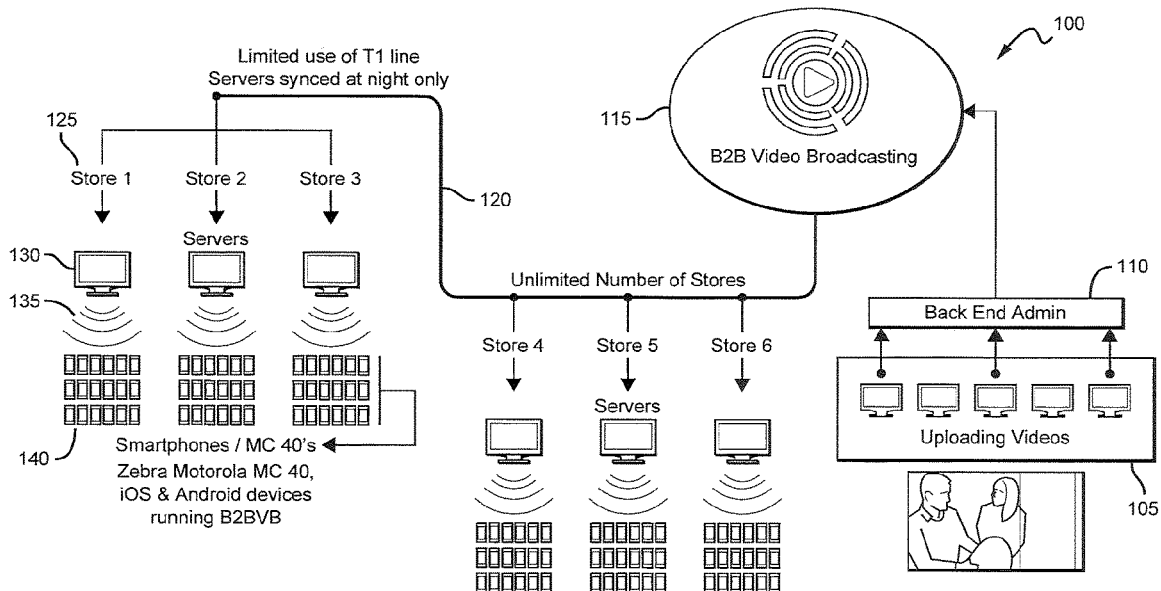 100
Limited use of T1 line
Servers synced at night only
115
B2B Video Broadcasting
125
Store 1
Store 2
Store 3
120
130
Servers
135
Unlimited Number of Stores
110
Back End Admin
Store 4
Store 5
Store 6
Servers
140
Smartphones / MC 40's
Zebra Motorola MC 40,
iOS & Android devices
running B2BVB
Uploading Videos
105